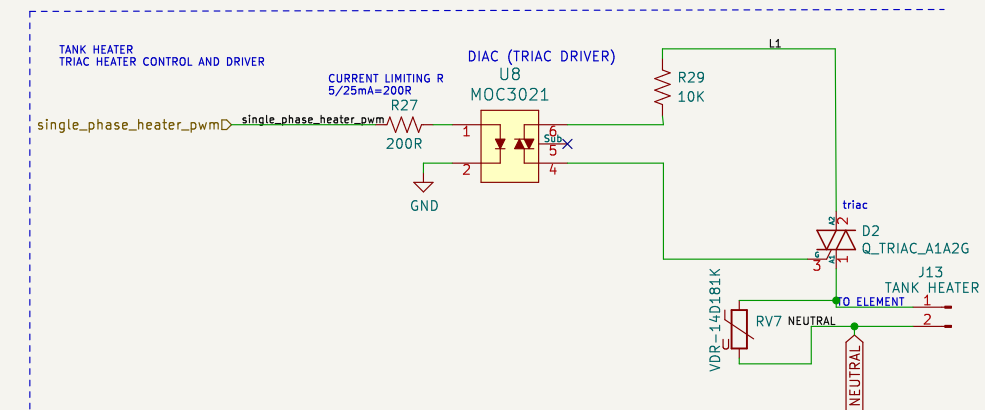 TANK HEATER
TRIAC HEATER CONTROL AND DRIVER
CURRENT LIMITING R
5/25mA=200R
R27
200R
single_phase_heater_pwm
single_phase_heater_pwm
DIAC (TRIAC DRIVER)
U8
MOC3021
1
2
6
Sub
5
4
GND
L1
R29
10K
triac
A2
2
D2
Q_TRIAC_A1A2G
G
3
A1
1
J13
TANK HEATER
TO ELEMENT
1
2
VDR-14D181K
U
RV7
NEUTRAL
NEUTRAL